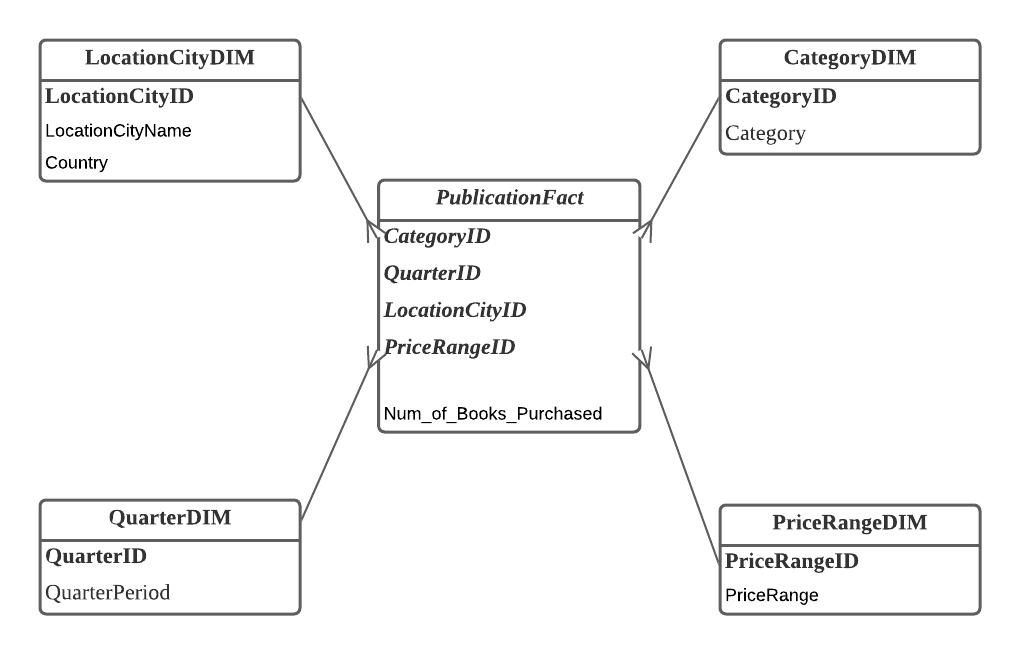 LocationCityDIM
LocationCityID
LocationCityName
Country
CategoryDIM
CategoryID
Category
PublicationFact
CategoryID
QuarterID
LocationCityID
PriceRangeID
Num_of_Books_Purchased
QuarterDIM
QuarterID
QuarterPeriod
PriceRangeDIM
PriceRangeID
PriceRange